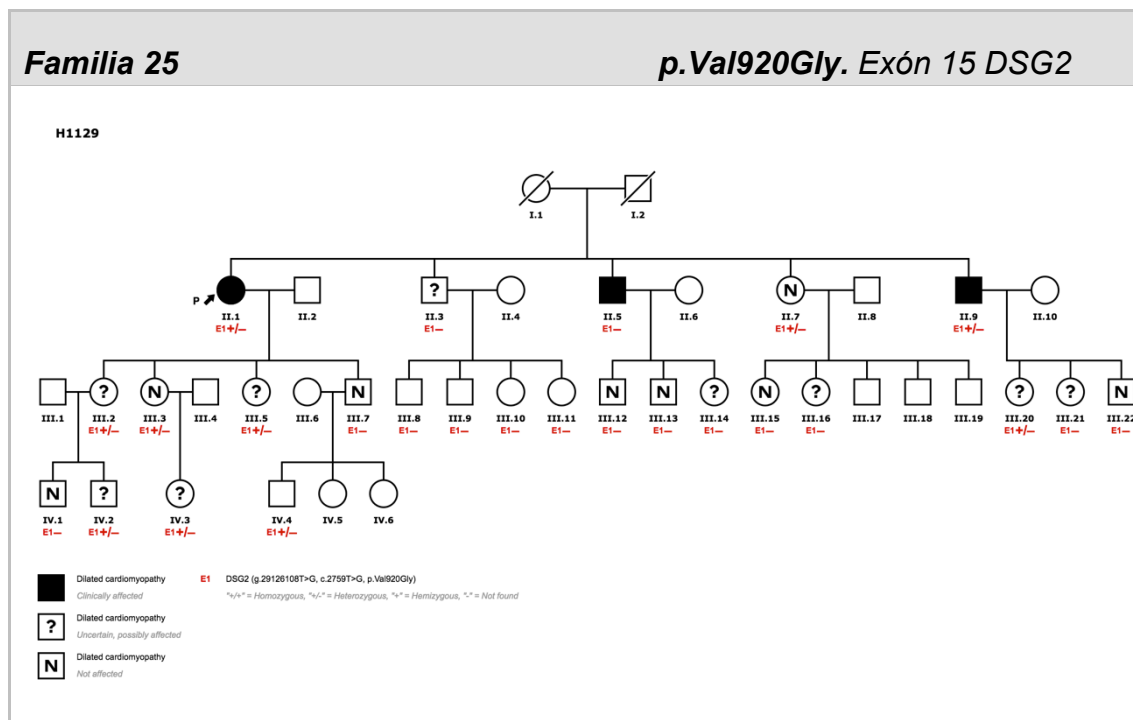 Familia 25 p.Val920Gly. Exón 15 DSG2
H1129
I.1 I.2
P ? N
II.1 II.2 II.3 II.4 II.5 II.6 II.7 II.8 II.9 II.10
E1+/− E1− E1− E1+/− E1+/−
? N ? N N N ? N ? ? ? N
III.1 III.2 III.3 III.4 III.5 III.6 III.7 III.8 III.9 III.10 III.11 III.12 III.13 III.14 III.15 III.16 III.17 III.18 III.19 III.20 III.21 III.22
E1+/− E1+/− E1+/− E1− E1− E1− E1− E1− E1− E1− E1− E1− E1− E1+/− E1− E1−
N ? ?
IV.1 IV.2 IV.3 IV.4 IV.5 IV.6
E1− E1+/− E1+/− E1+/−
Dilated cardiomyopathy E1 DSG2 (g.29126108T>G, c.2759T>G, p.Val920Gly)
Clinically affected "+/+" = Homozygous, "+/-" = Heterozygous, "+" = Hemizygous, "-" = Not found
? Dilated cardiomyopathy
Uncertain, possibly affected
N Dilated cardiomyopathy
Not affected